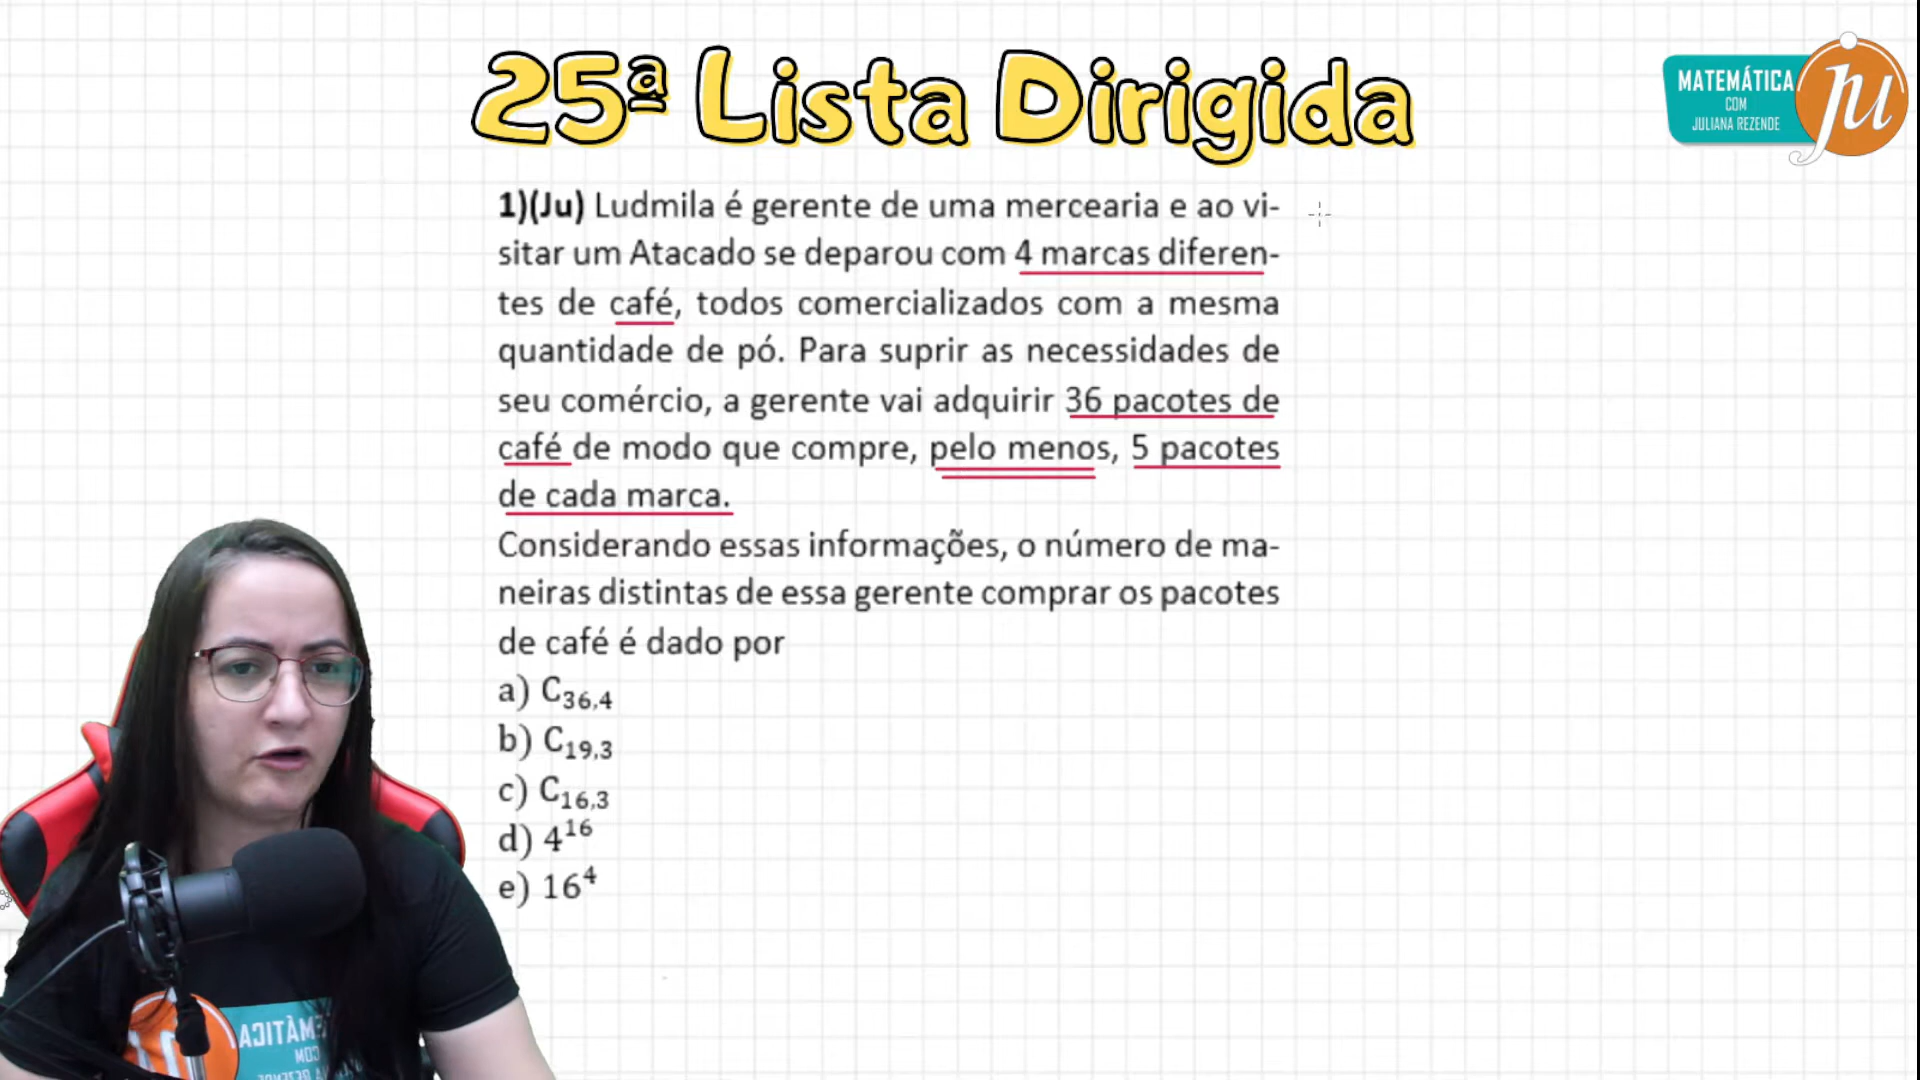 25ª Lista Dirigida
MATEMÁTICA
COM
JULIANA REZENDE
ju
1)(Ju) Ludmila é gerente de uma mercearia e ao vi-
sitar um Atacado se deparou com 4 marcas diferen-
tes de café, todos comercializados com a mesma
quantidade de pó. Para suprir as necessidades de
seu comércio, a gerente vai adquirir 36 pacotes de
café de modo que compre, pelo menos, 5 pacotes
de cada marca.
Considerando essas informações, o número de ma-
neiras distintas de essa gerente comprar os pacotes
de café é dado por
a) C₃₆,₄
b) C₁₉,₃
c) C₁₆,₃
d) 4¹⁶
e) 16⁴